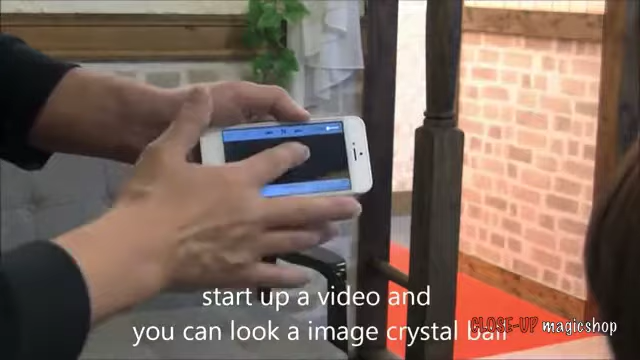 start up a video and
you can look a image crystal ball
CLOSE-UP magicshop